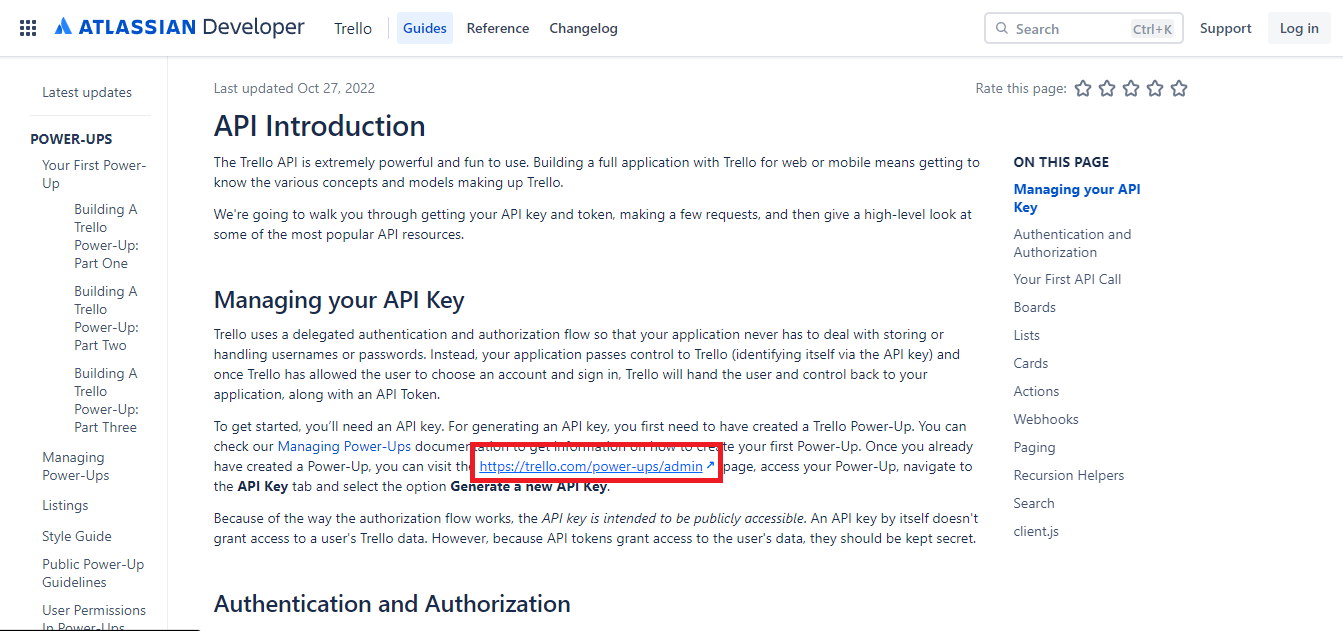 ATLASSIAN Developer
Trello
Guides
Reference
Changelog
Search
Ctrl+K
Support
Log in
Latest updates
POWER-UPS
Your First Power-
Up
Building A
Trello
Power-Up:
Part One
Building A
Trello
Power-Up:
Part Two
Building A
Trello
Power-Up:
Part Three
Managing
Power-Ups
Listings
Style Guide
Public Power-Up
Guidelines
User Permissions
In Power-Ups
Last updated Oct 27, 2022
Rate this page:
API Introduction
The Trello API is extremely powerful and fun to use. Building a full application with Trello for web or mobile means getting to
know the various concepts and models making up Trello.
We're going to walk you through getting your API key and token, making a few requests, and then give a high-level look at
some of the most popular API resources.
Managing your API Key
Trello uses a delegated authentication and authorization flow so that your application never has to deal with storing or
handling usernames or passwords. Instead, your application passes control to Trello (identifying itself via the API key) and
once Trello has allowed the user to choose an account and sign in, Trello will hand the user and control back to your
application, along with an API Token.
To get started, you’ll need an API key. For generating an API key, you first need to have created a Trello Power-Up. You can
check our Managing Power-Ups documentation to get information on how to create your first Power-Up. Once you already
have created a Power-Up, you can visit the https://trello.com/power-ups/admin page, access your Power-Up, navigate to
the API Key tab and select the option Generate a new API Key.
Because of the way the authorization flow works, the API key is intended to be publicly accessible. An API key by itself doesn't
grant access to a user's Trello data. However, because API tokens grant access to the user's data, they should be kept secret.
Authentication and Authorization
ON THIS PAGE
Managing your API
Key
Authentication and
Authorization
Your First API Call
Boards
Lists
Cards
Actions
Webhooks
Paging
Recursion Helpers
Search
client.js